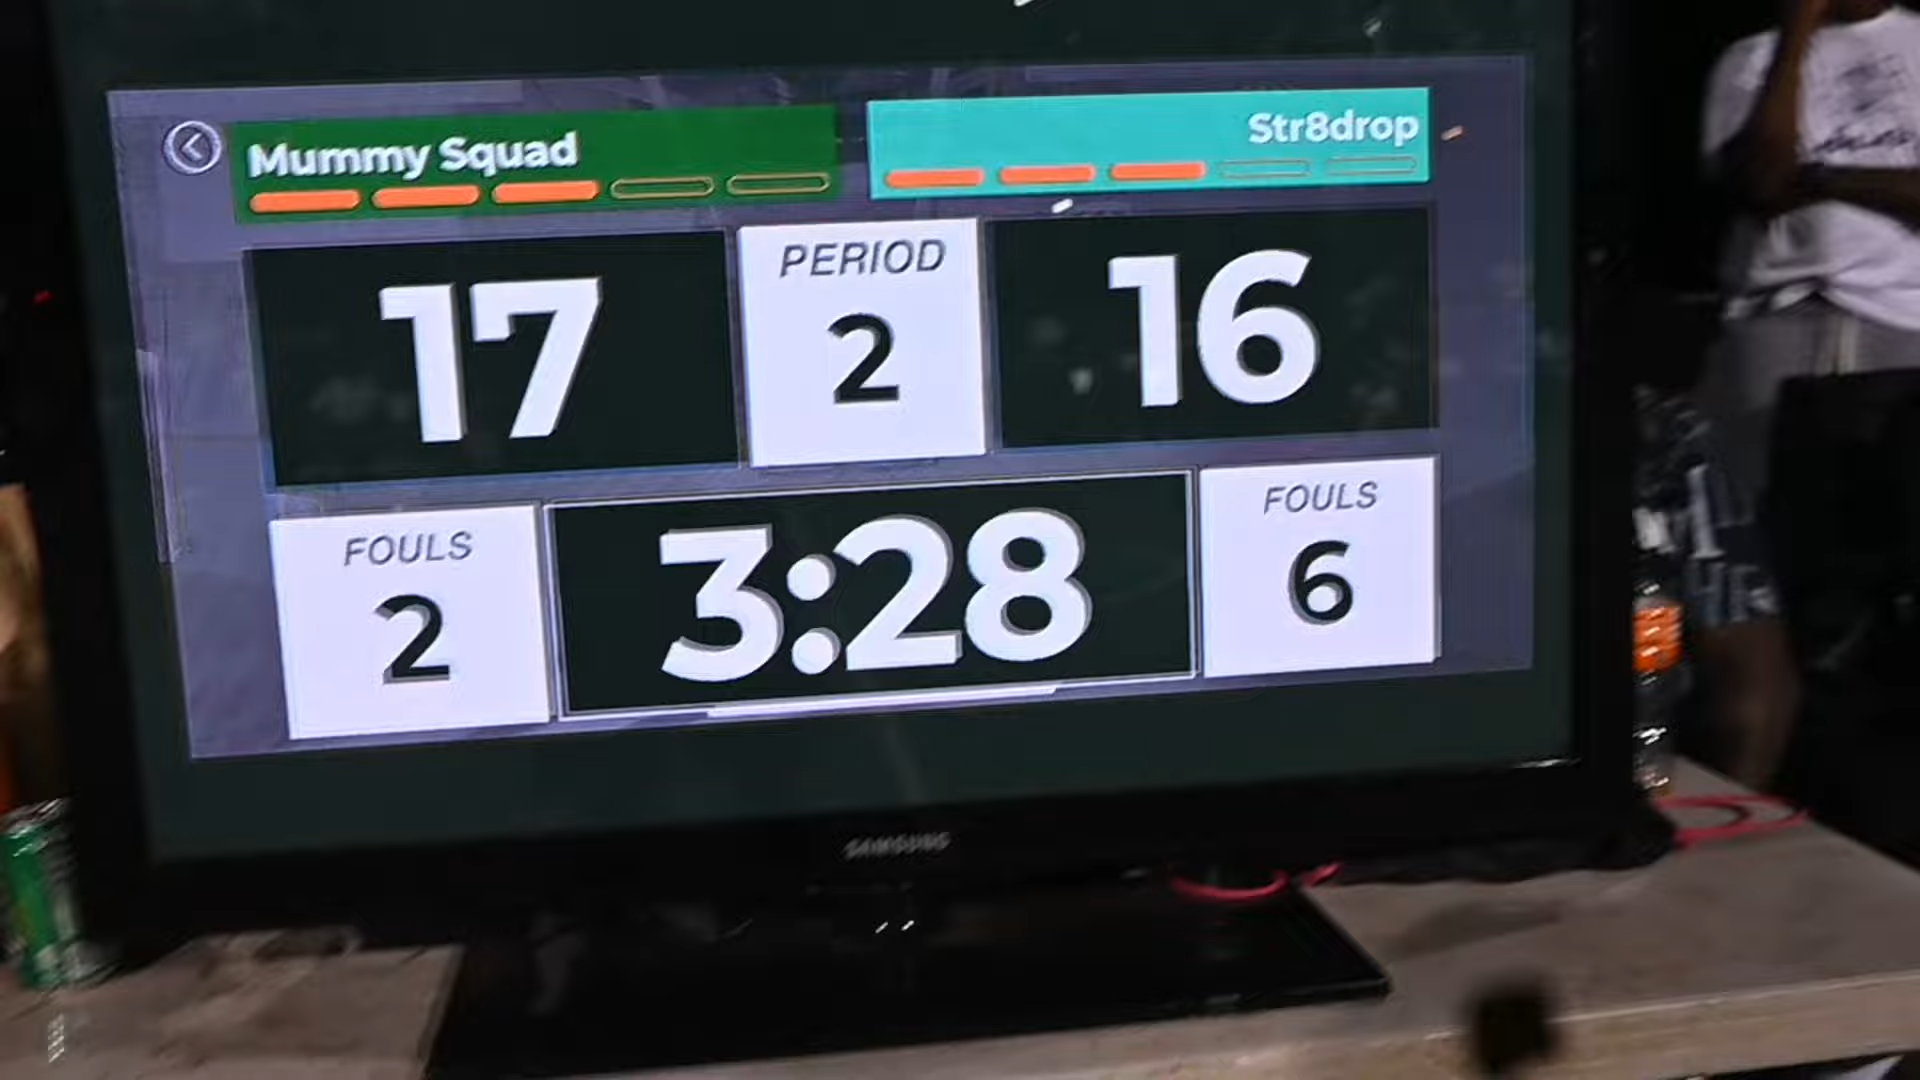 Mummy Squad
Str8drop
17
PERIOD
2
16
FOULS
2
3:28
FOULS
6
SAMSUNG